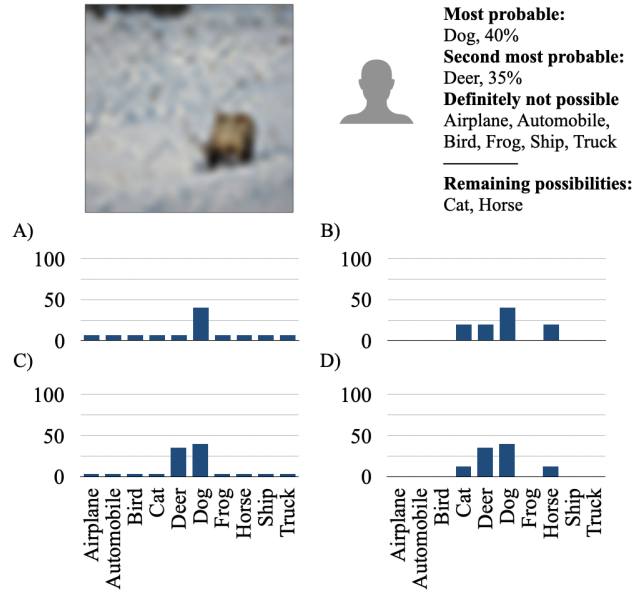 Most probable:
Dog, 40%
Second most probable:
Deer, 35%
Definitely not possible
Airplane, Automobile,
Bird, Frog, Ship, Truck
Remaining possibilities:
Cat, Horse
A)
100
50
0
B)
100
50
0
C)
100
50
0
Airplane
Automobile
Bird
Cat
Deer
Dog
Frog
Horse
Ship
Truck
D)
100
50
0
Airplane
Automobile
Bird
Cat
Deer
Dog
Frog
Horse
Ship
Truck